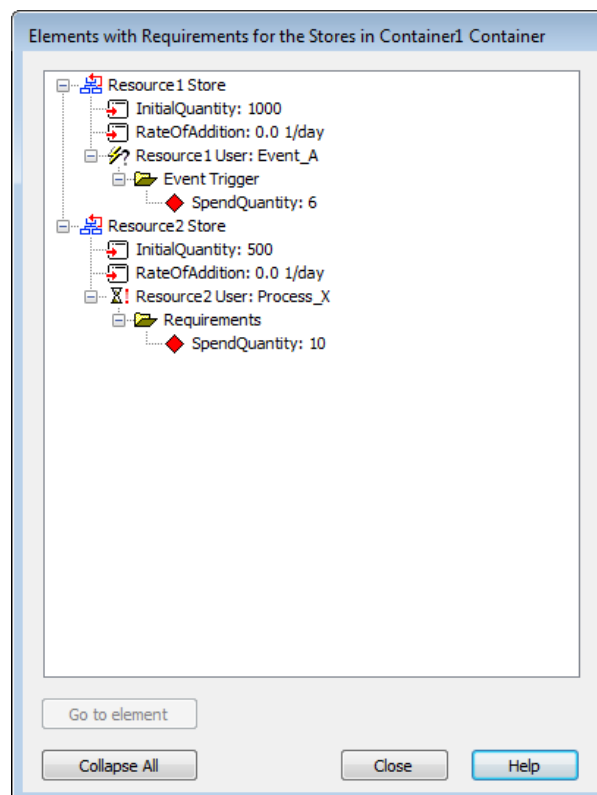 Elements with Requirements for the Stores in Container1 Container
Resource1 Store
InitialQuantity: 1000
RateOfAddition: 0.0 1/day
Resource1 User: Event_A
Event Trigger
SpendQuantity: 6
Resource2 Store
InitialQuantity: 500
RateOfAddition: 0.0 1/day
Resource2 User: Process_X
Requirements
SpendQuantity: 10
Go to element
Collapse All
Close
Help